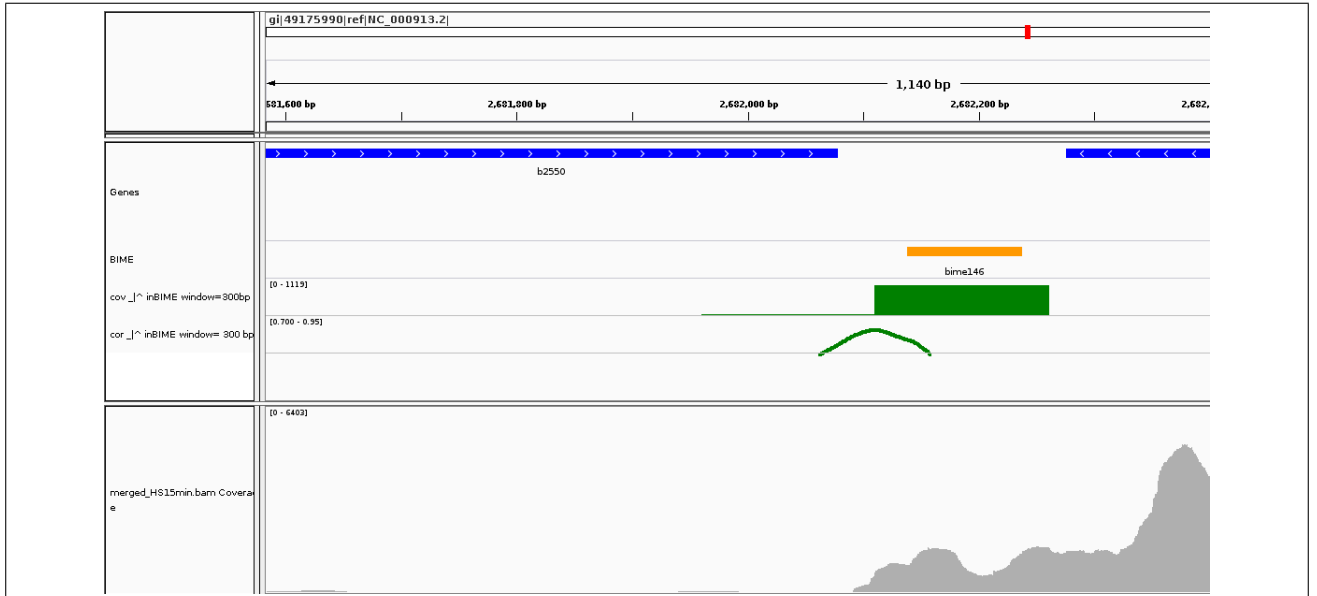 gi|49175990|ref|NC_000913.2|
1,140 bp
581,600 bp 2,681,800 bp 2,682,000 bp 2,682,200 bp 2,682,
b2550
Genes
BIME
bime146
cov _|^ inBIME window=300bp
[0 - 1119]
cor _|^ inBIME window= 300 bp
[0.700 - 0.95]
[0 - 6403]
merged_HS15min.bam Covera
e